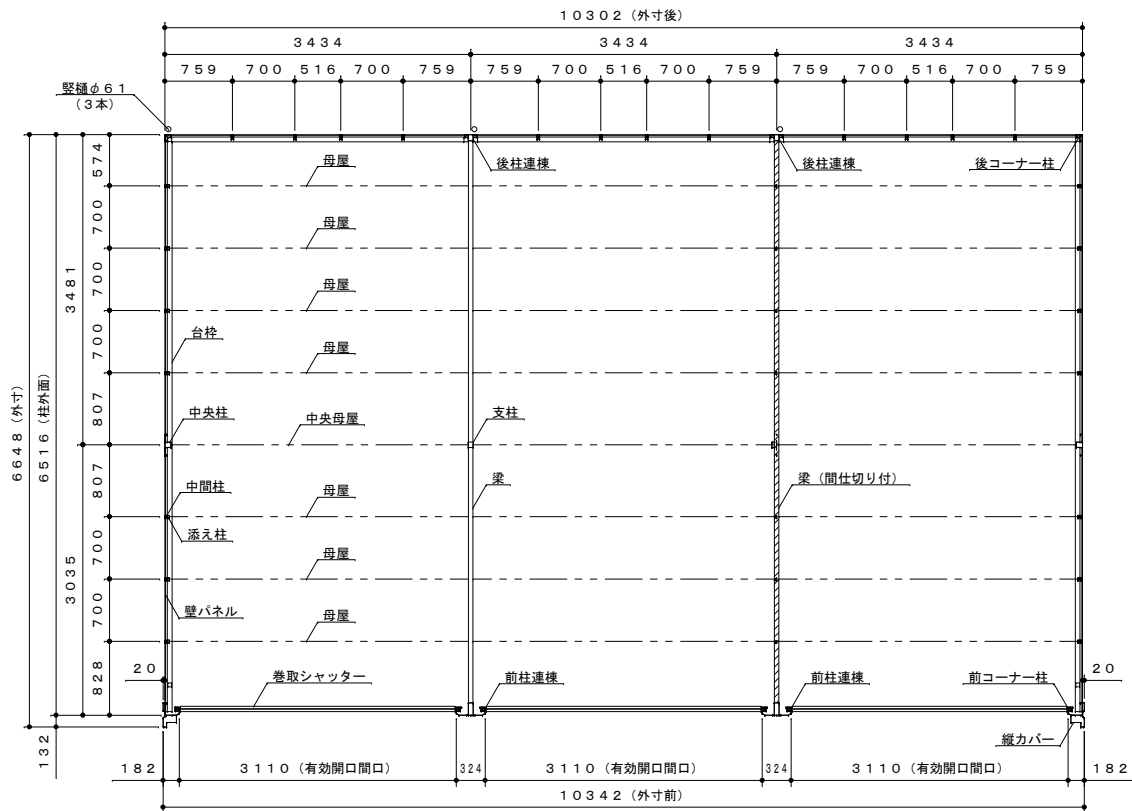 10302(外寸後)
3434 3434 3434
759 700 516 700 759 759 700 516 700 759 759 700 516 700 759
竪樋φ61
(3本)
後柱連棟 後柱連棟 後コーナー柱
母屋
母屋
母屋
母屋
台枠
中央柱 中央母屋 支柱
中間柱 母屋 梁 梁(間仕切り付)
添え柱
母屋
壁パネル 母屋
巻取シャッター 前柱連棟 前柱連棟 前コーナー柱
縦カバー
6648(外寸)
6516(柱外面)
132
3481
3035
574
700
700
700
807
807
700
700
828
20 20
182 3110(有効開口間口) 324 3110(有効開口間口) 324 3110(有効開口間口) 182
10342(外寸前)